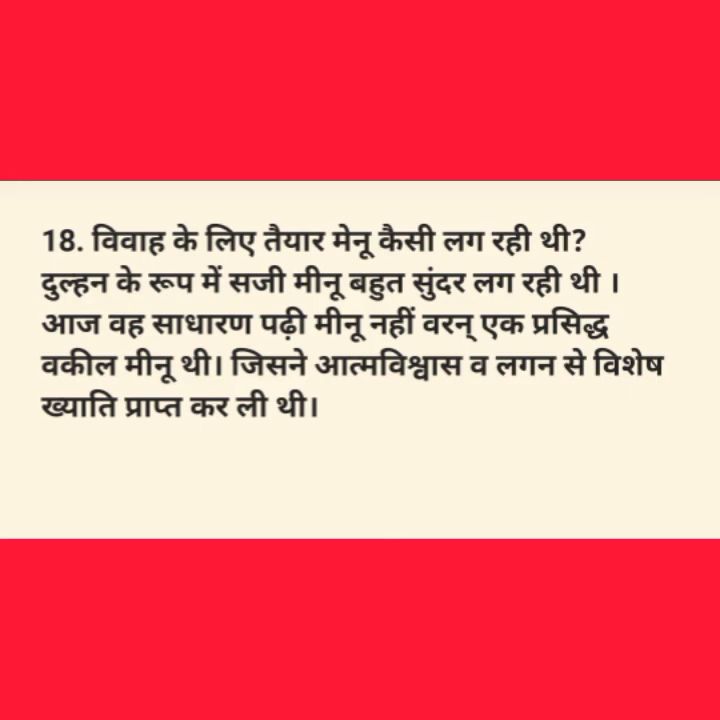 18. विवाह के लिए तैयार मेनू कैसी लग रही थी?
दुल्हन के रूप में सजी मीनू बहुत सुंदर लग रही थी ।
आज वह साधारण पढ़ी मीनू नहीं वरन् एक प्रसिद्ध
वकील मीनू थी। जिसने आत्मविश्वास व लगन से विशेष
ख्याति प्राप्त कर ली थी।